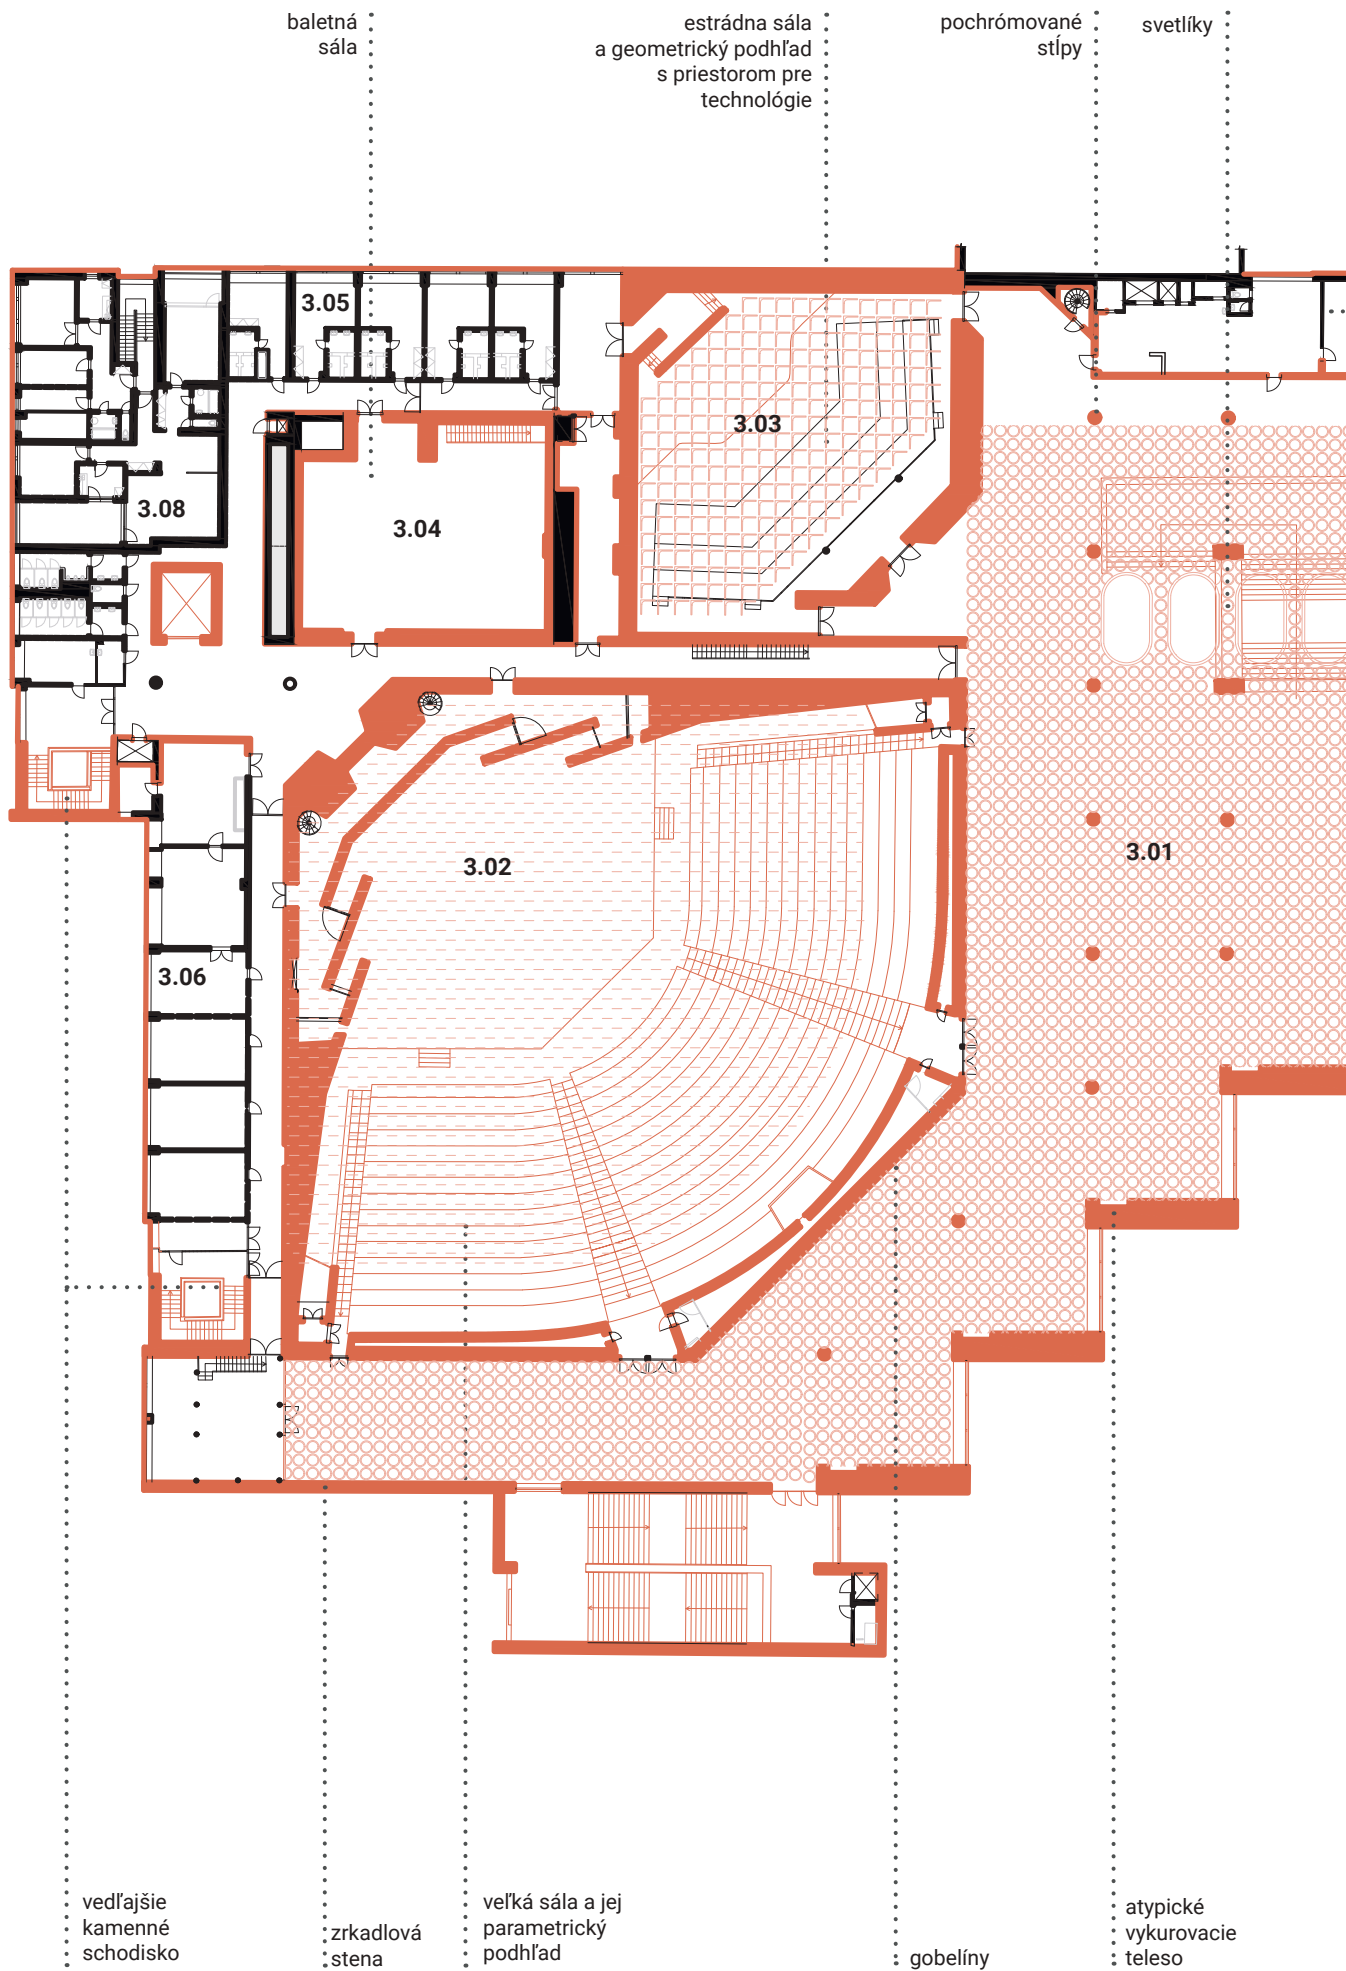 baletná
sála
estrádna sála
a geometrický podhľad
s priestorom pre
technológie
pochrómované
stĺpy
svetlíky
3.05
3.03
3.08
3.04
3.02
3.01
3.06
vedľajšie
kamenné
schodisko
zrkadlová
stena
veľká sála a jej
parametrický
podhľad
gobelíny
atypické
vykurovacie
teleso